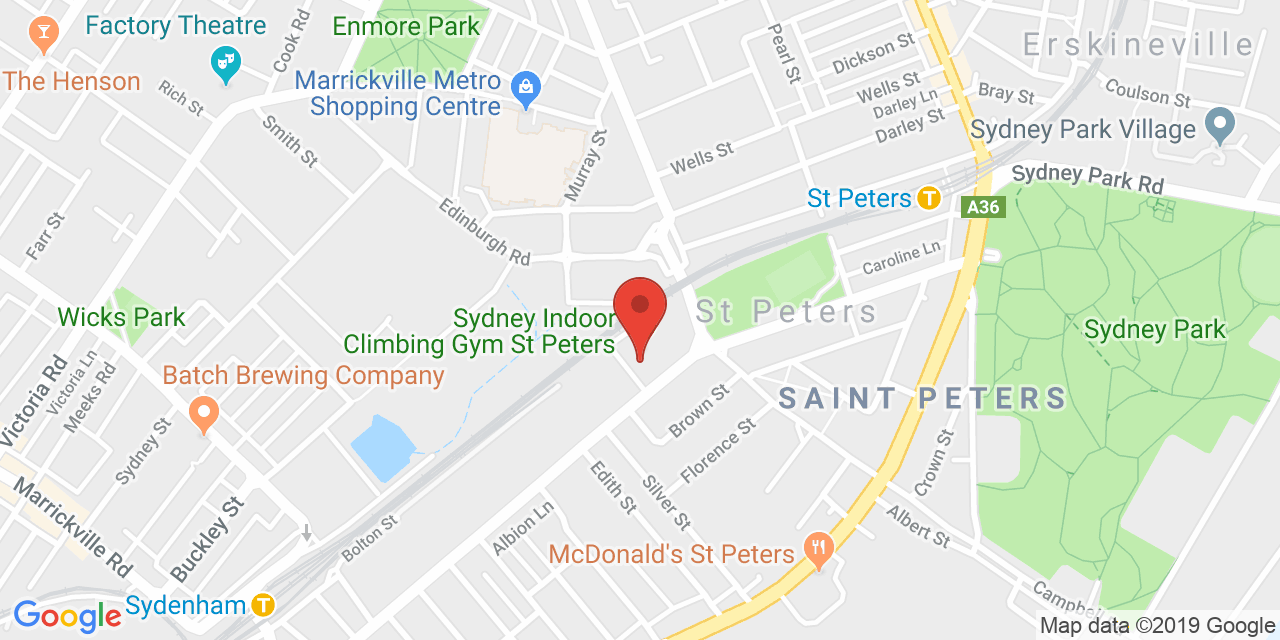 Factory Theatre
Enmore Park
Cook Rd
The Henson
Rich St
Smith St
Marrickville Metro
Shopping Centre
Murray St
Pearl St
Dickson St
Wells St
Darley Ln
Darley St
Bray St
Erskineville
Coulson St
Sydney Park Village
Wells St
Sydney Park Rd
St Peters
T
A36
Farr St
Edinburgh Rd
Caroline Ln
Wicks Park
Sydney Indoor
Climbing Gym St Peters
St Peters
Sydney Park
Victoria Rd
Victoria Ln
Meeks Rd
Batch Brewing Company
SAINT PETERS
Brown St
Florence St
Sydney St
Crown St
Marrickville Rd
Buckley St
Bolton St
Albion Ln
Edith St
Silver St
Albert St
McDonald's St Peters
Sydenham
T
Google
Campbe
Map data ©2019 Google